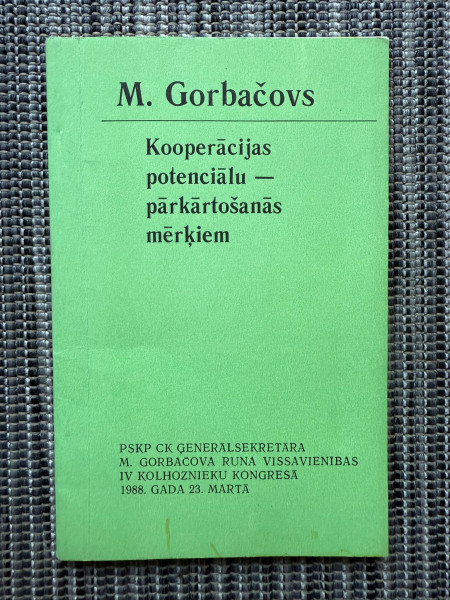 M. Gorbačovs
Kooperācijas
potenciālu —
pārkārtošanās
mērķiem
PSKP CK ĢENERĀLSEKRETĀRA
M. GORBAČOVA RUNA VISSAVIENĪBAS
IV KOLHOZNIEKU KONGRESĀ
1988. GADA 23. MARTĀ